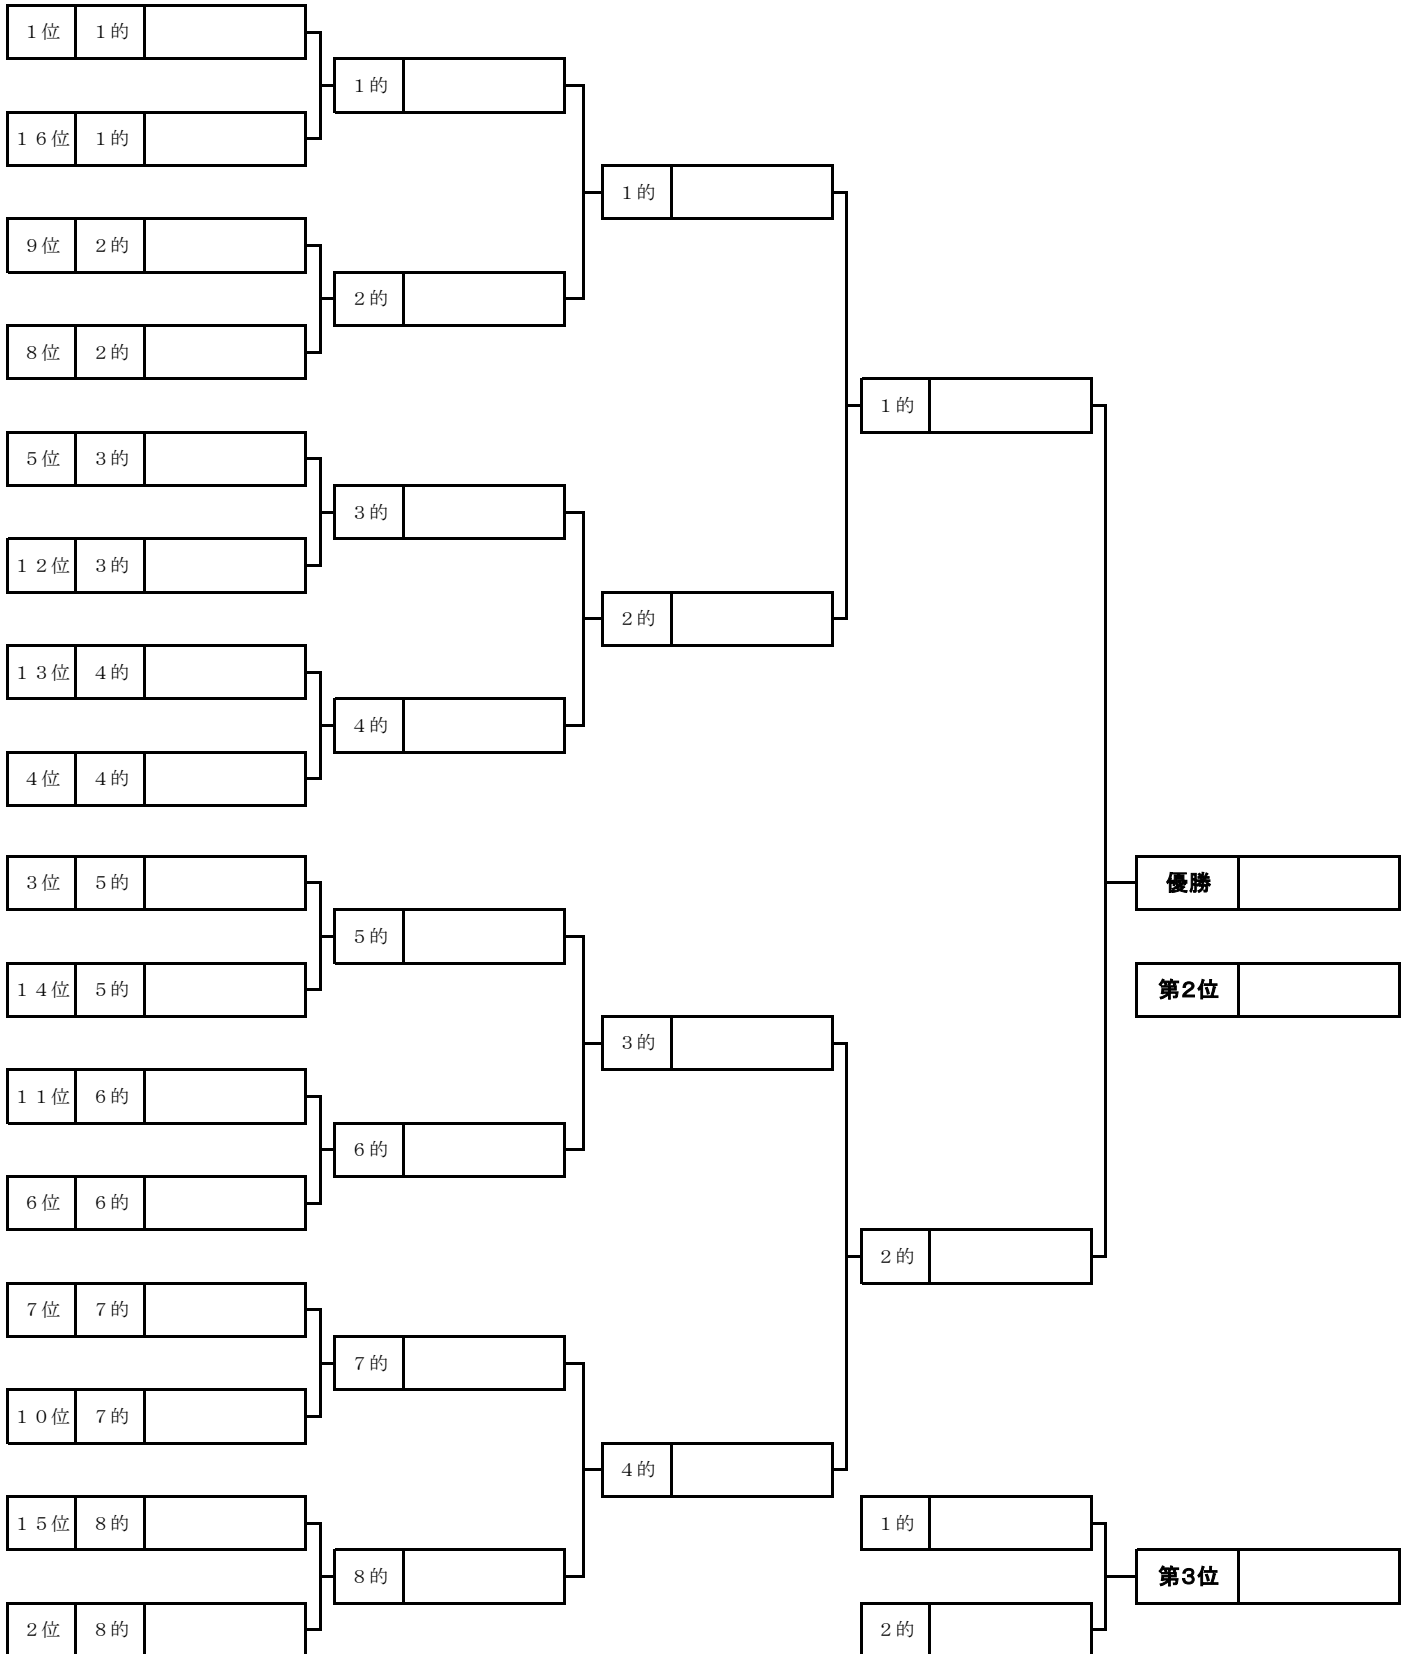 １位 １的
１的
１６位 １的
１的
９位 ２的
２的
８位 ２的
１的
５位 ３的
３的
１２位 ３的
２的
１３位 ４的
４的
４位 ４的
３位 ５的
優勝
５的
１４位 ５的
第２位
３的
１１位 ６的
６的
６位 ６的
２的
７位 ７的
７的
１０位 ７的
４的
１５位 ８的
１的
８的
第３位
２位 ８的
２的